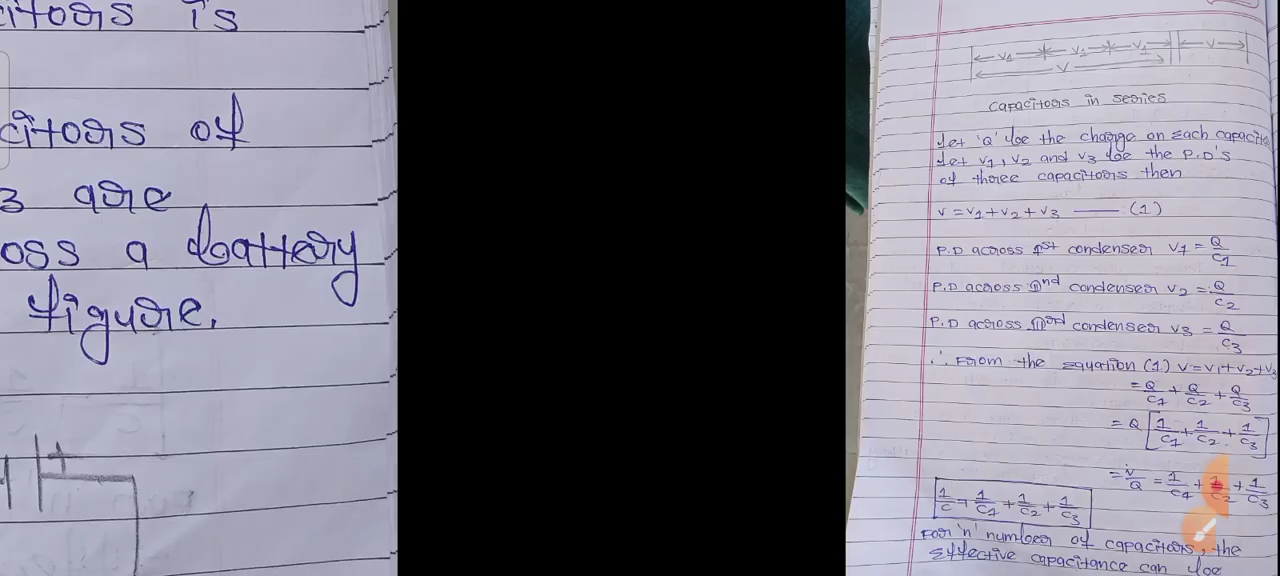 citors is
citors of
3 are
oss a battery
figure.
V1 V2 V3 V
V
capacitors in series
Let 'Q' be the charge on each capacito
Let V1, V2 and V3 be the P.D's
of three capacitors then
V = V1 + V2 + V3 —— (1)
P.D across 1st condenser V1 = Q/C1
P.D across IInd condenser V2 = Q/C2
P.D across IIIrd condenser V3 = Q/C3
∴ From the equation (1) V = V1 + V2 + V3
= Q/C1 + Q/C2 + Q/C3
= Q [1/C1 + 1/C2 + 1/C3]
= V/Q = 1/C1 + 1/C2 + 1/C3
1/C = 1/C1 + 1/C2 + 1/C3
For 'n' number of capacitors, the
effective capacitance can be